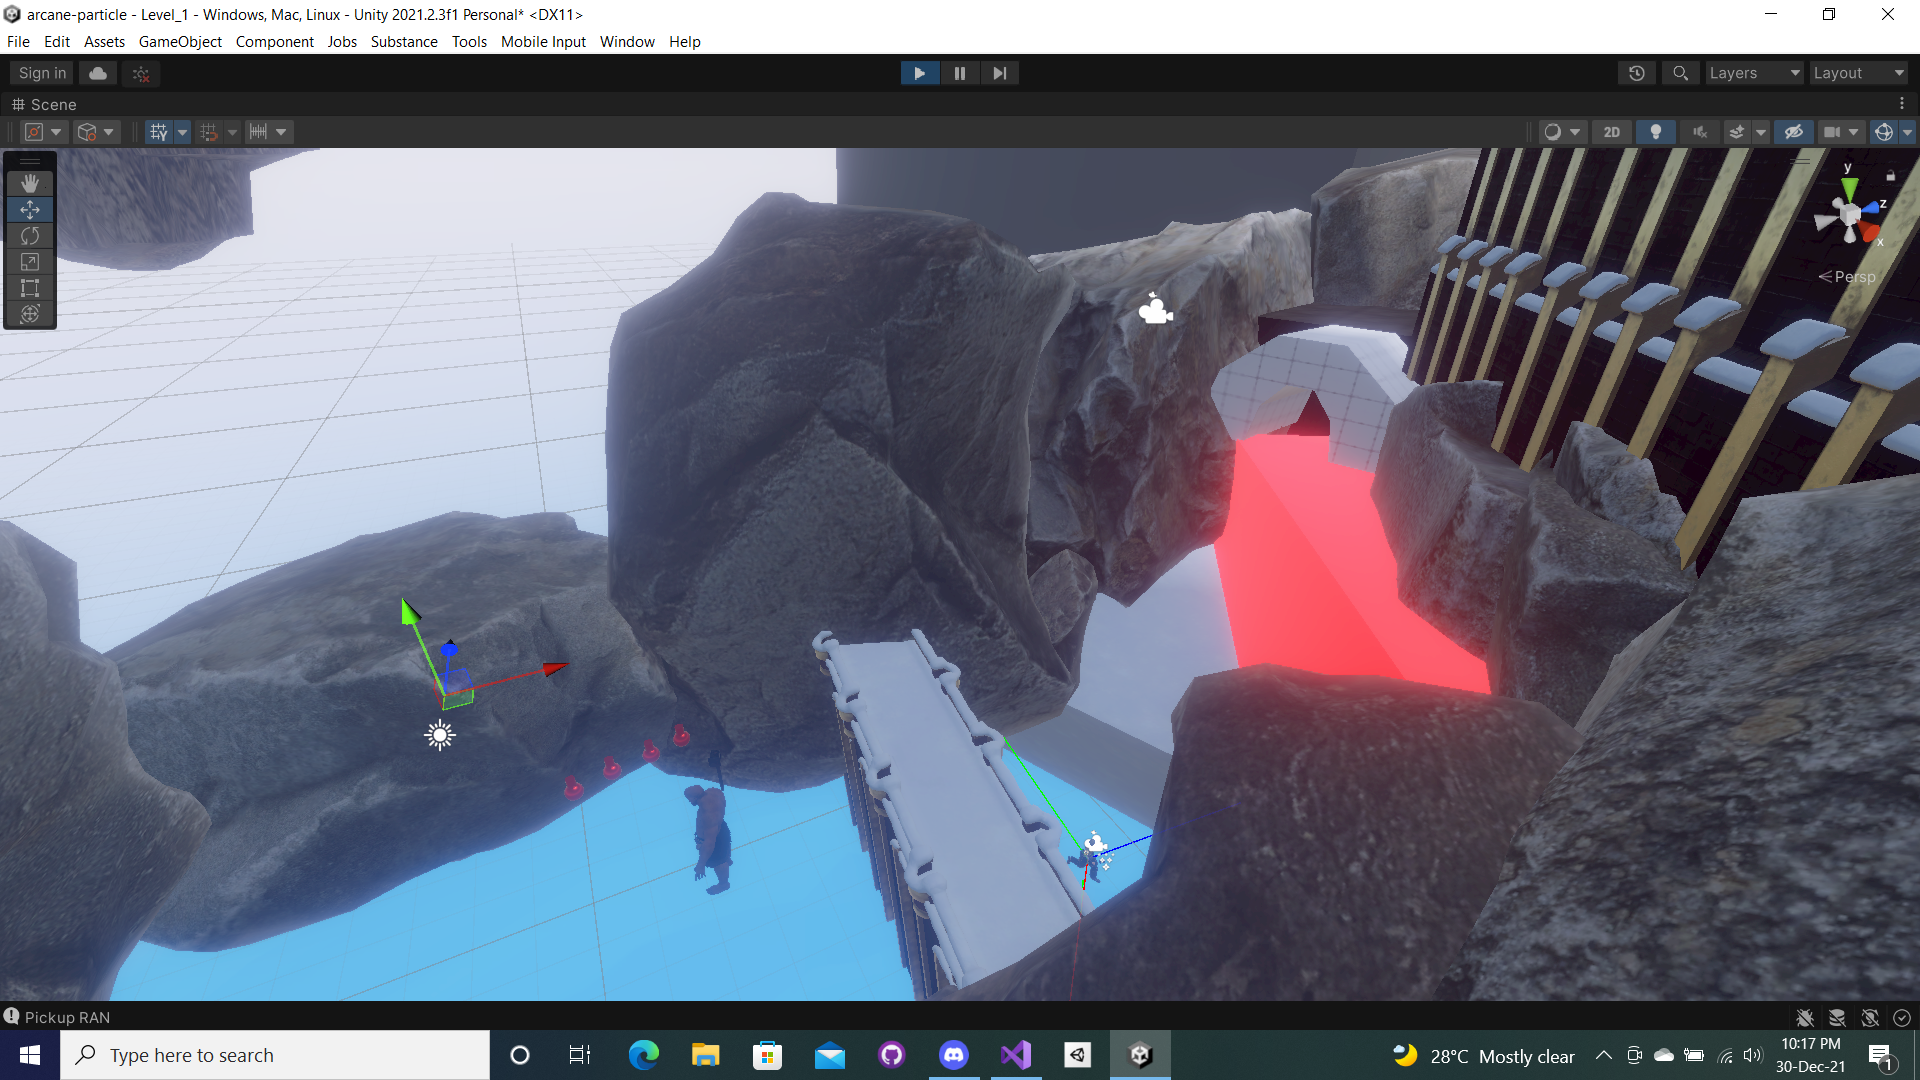 arcane-particle - Level_1 - Windows, Mac, Linux - Unity 2021.2.3f1 Personal* <DX11>
File Edit Assets GameObject Component Jobs Substance Tools Mobile Input Window Help
Sign in Layers Layout
Scene
2D
y
z
x
Persp
Pickup RAN
Type here to search
28°C Mostly clear
10:17 PM
30-Dec-21
1